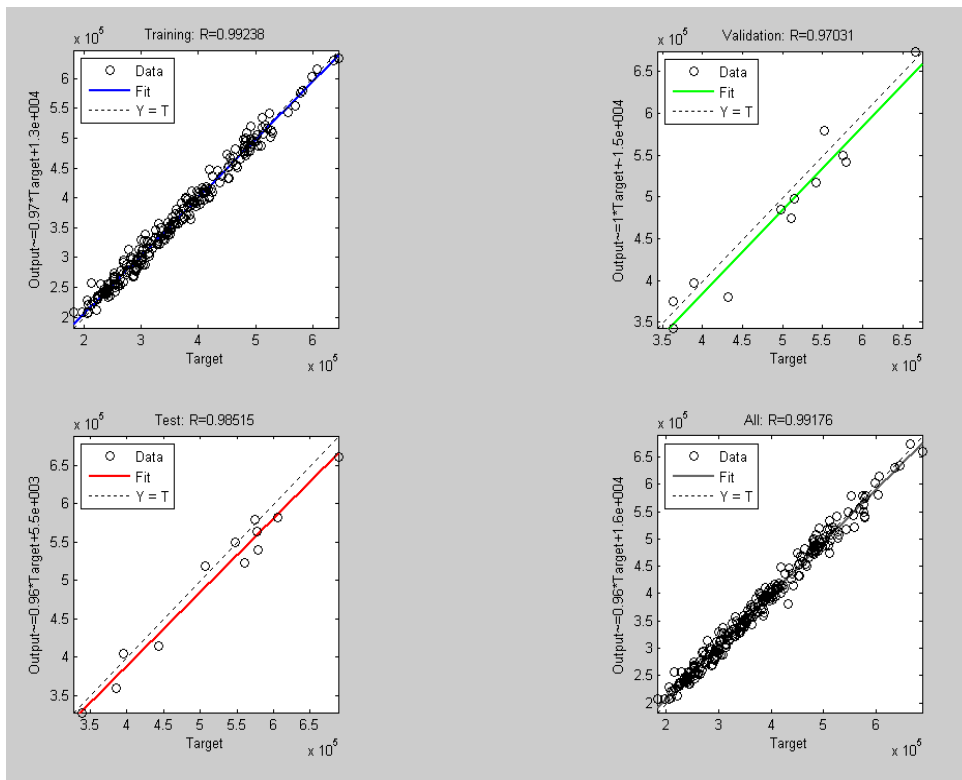 x 10^5
Training: R=0.99238
Output~=0.97*Target+1.3e+004
Data
Fit
Y = T
6
5.5
5
4.5
4
3.5
3
2.5
2
2 3 4 5 6
Target
x 10^5
x 10^5
Validation: R=0.97031
Output~=1*Target+-1.5e+004
Data
Fit
Y = T
6.5
6
5.5
5
4.5
4
3.5
3.5 4 4.5 5 5.5 6 6.5
Target
x 10^5
x 10^5
Test: R=0.98515
Output~=0.96*Target+5.5e+003
Data
Fit
Y = T
6.5
6
5.5
5
4.5
4
3.5
3.5 4 4.5 5 5.5 6 6.5
Target
x 10^5
x 10^5
All: R=0.99176
Output~=0.96*Target+1.6e+004
Data
Fit
Y = T
6.5
6
5.5
5
4.5
4
3.5
3
2.5
2
2 3 4 5 6
Target
x 10^5